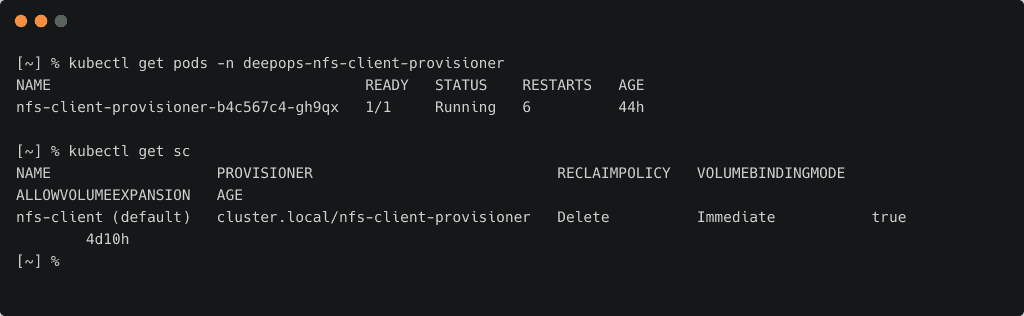 [~] % kubectl get pods -n deepops-nfs-client-provisioner
NAME                                    READY   STATUS    RESTARTS   AGE
nfs-client-provisioner-b4c567c4-gh9qx   1/1     Running   6          44h

[~] % kubectl get sc
NAME                   PROVISIONER                            RECLAIMPOLICY   VOLUMEBINDINGMODE
ALLOWVOLUMEEXPANSION   AGE
nfs-client (default)   cluster.local/nfs-client-provisioner   Delete          Immediate           true
        4d10h
[~] %